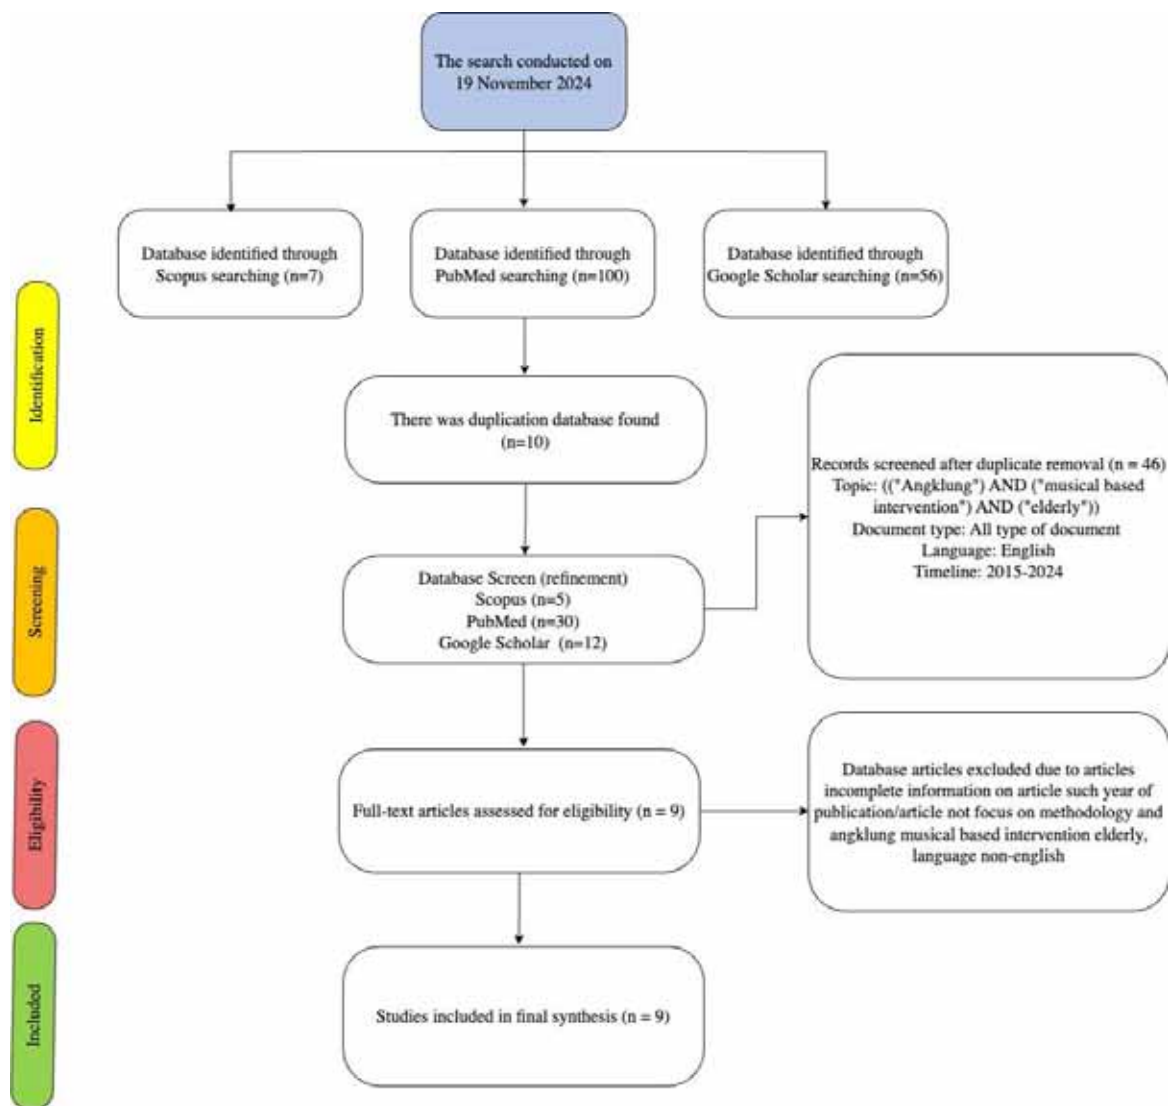 The search conducted on
19 November 2024
Database identified through
Scopus searching (n=7)
Database identified through
PubMed searching (n=100)
Database identified through
Google Scholar searching (n=56)
Identification
There was duplication database found
(n=10)
Records screened after duplicate removal (n = 46)
Topic: (("Angklung") AND ("musical based
intervention") AND ("elderly"))
Document type: All type of document
Language: English
Timeline: 2015-2024
Screening
Database Screen (refinement)
Scopus (n=5)
PubMed (n=30)
Google Scholar (n=12)
Eligibility
Full-text articles assessed for eligibility (n = 9)
Database articles excluded due to articles
incomplete information on article such year of
publication/article not focus on methodology and
angklung musical based intervention elderly,
language non-english
Included
Studies included in final synthesis (n = 9)